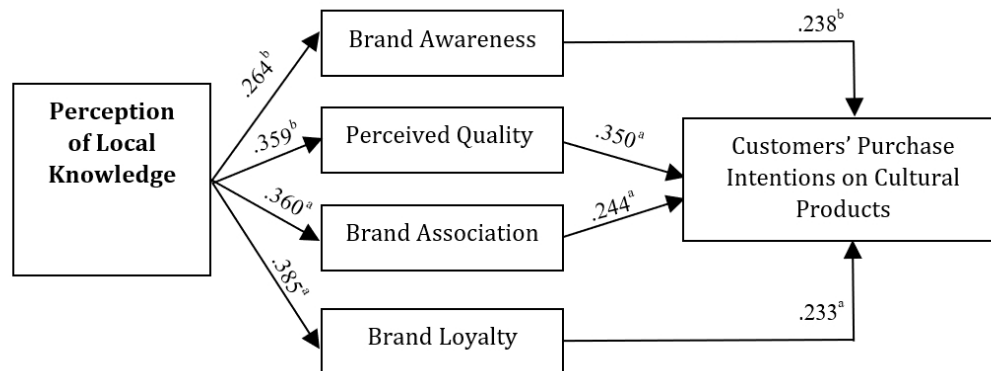 Perception
of Local
Knowledge
.264ᵇ
.359ᵇ
.360ᵃ
.385ᵃ
Brand Awareness
Perceived Quality
Brand Association
Brand Loyalty
.238ᵇ
.350ᵃ
.244ᵃ
.233ᵃ
Customers’ Purchase
Intentions on Cultural
Products